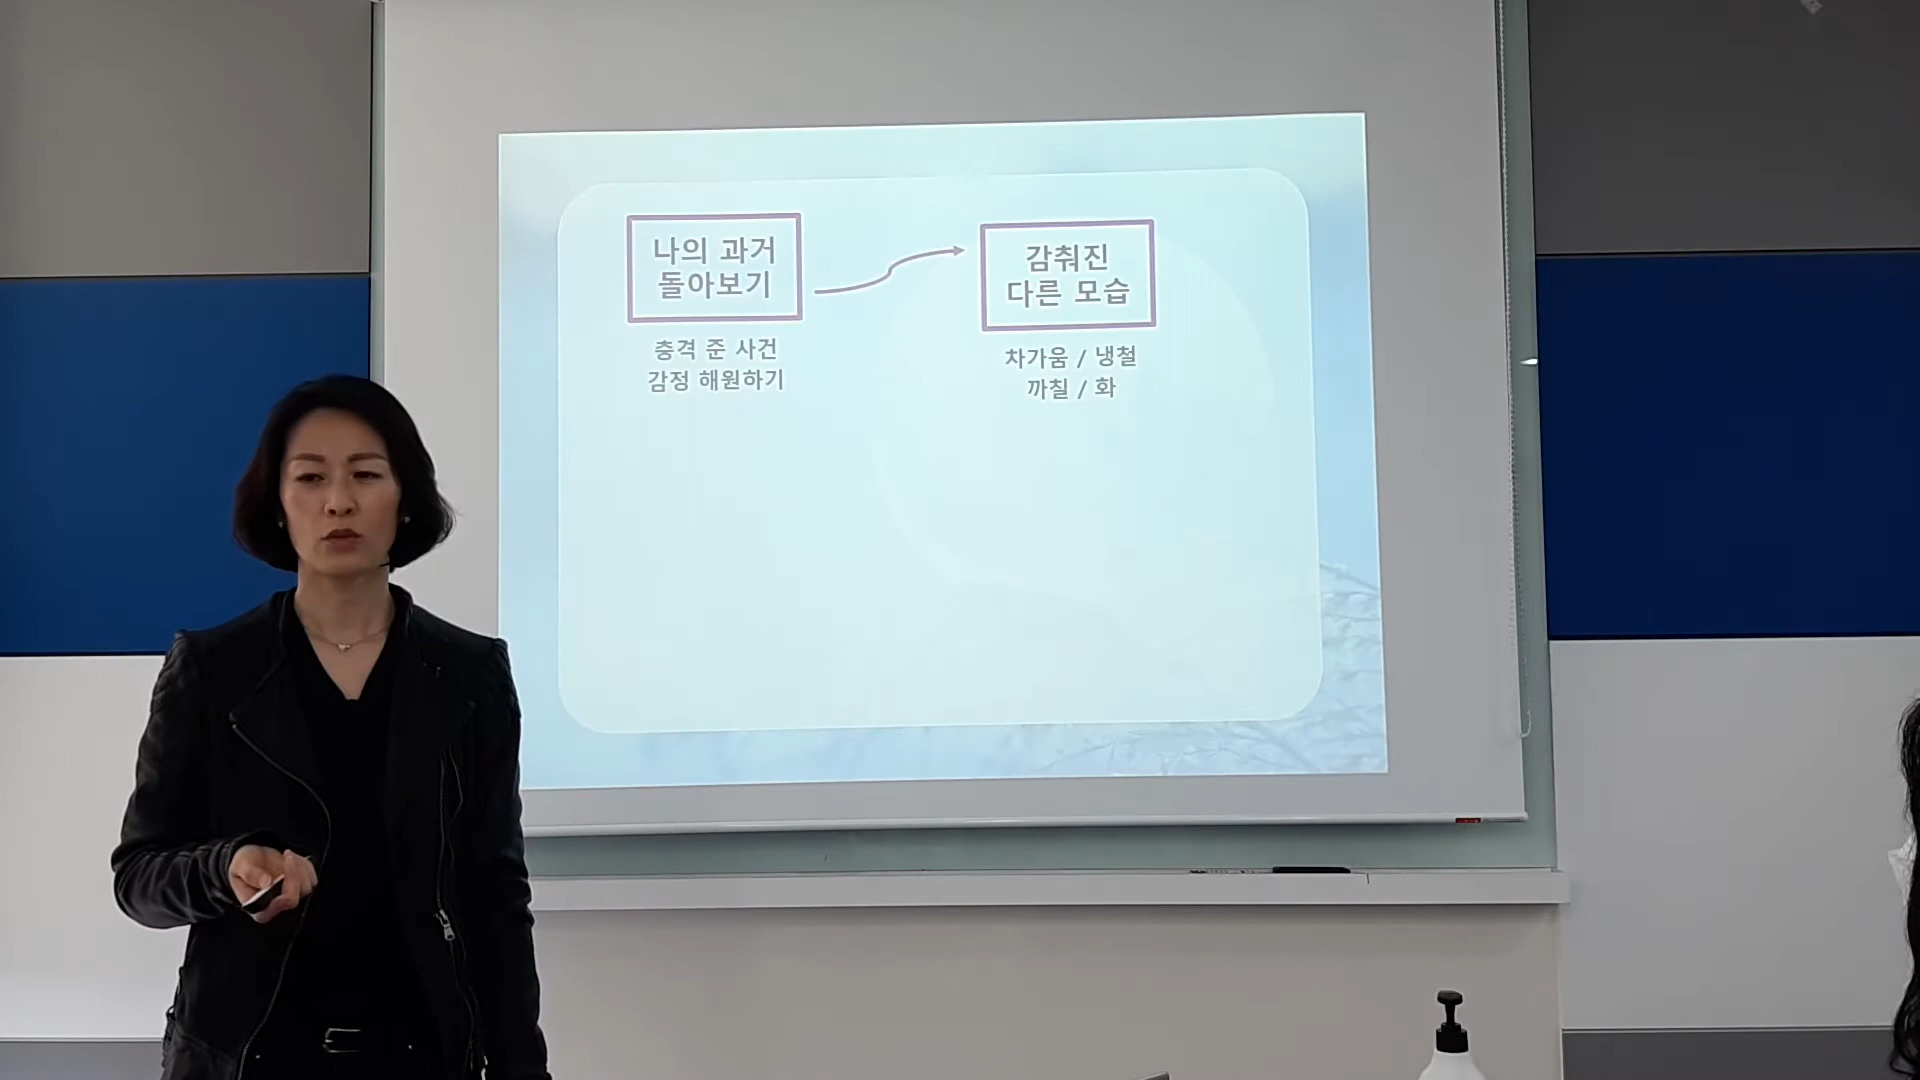 나의 과거
돌아보기
충격 준 사건
감정 해원하기
감춰진
다른 모습
차가움 / 냉철
까칠 / 화